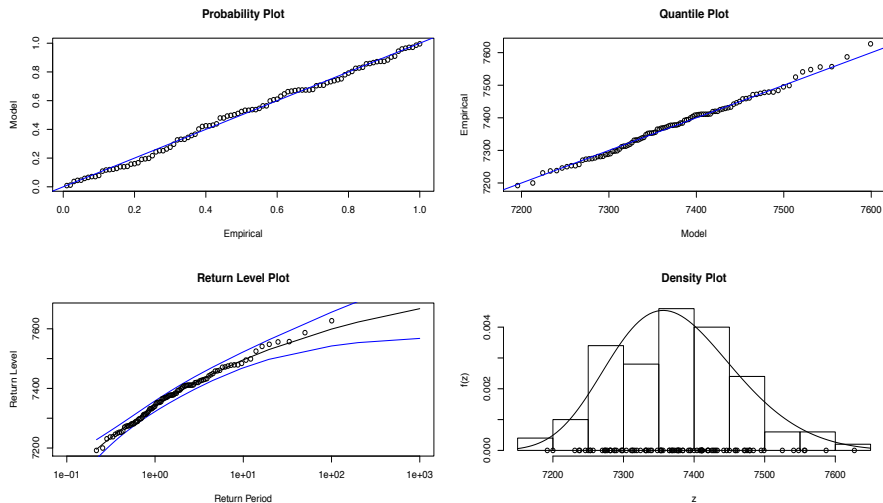 Probability Plot
Model
0.0 0.2 0.4 0.6 0.8 1.0
0.0 0.2 0.4 0.6 0.8 1.0
Empirical
Quantile Plot
Empirical
7200 7300 7400 7500 7600
7200 7300 7400 7500 7600
Model
Return Level Plot
Return Level
7200 7400 7600
1e−01 1e+00 1e+01 1e+02 1e+03
Return Period
Density Plot
f(z)
0.000 0.002 0.004
7200 7300 7400 7500 7600
z